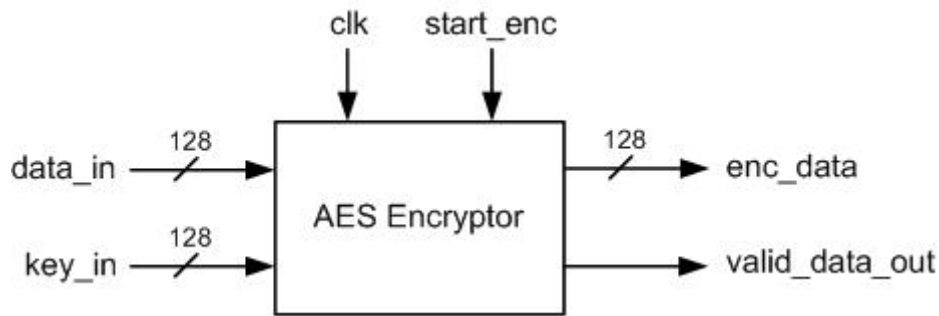 clk start_enc
128 128
data_in enc_data
AES Encryptor
128
key_in valid_data_out